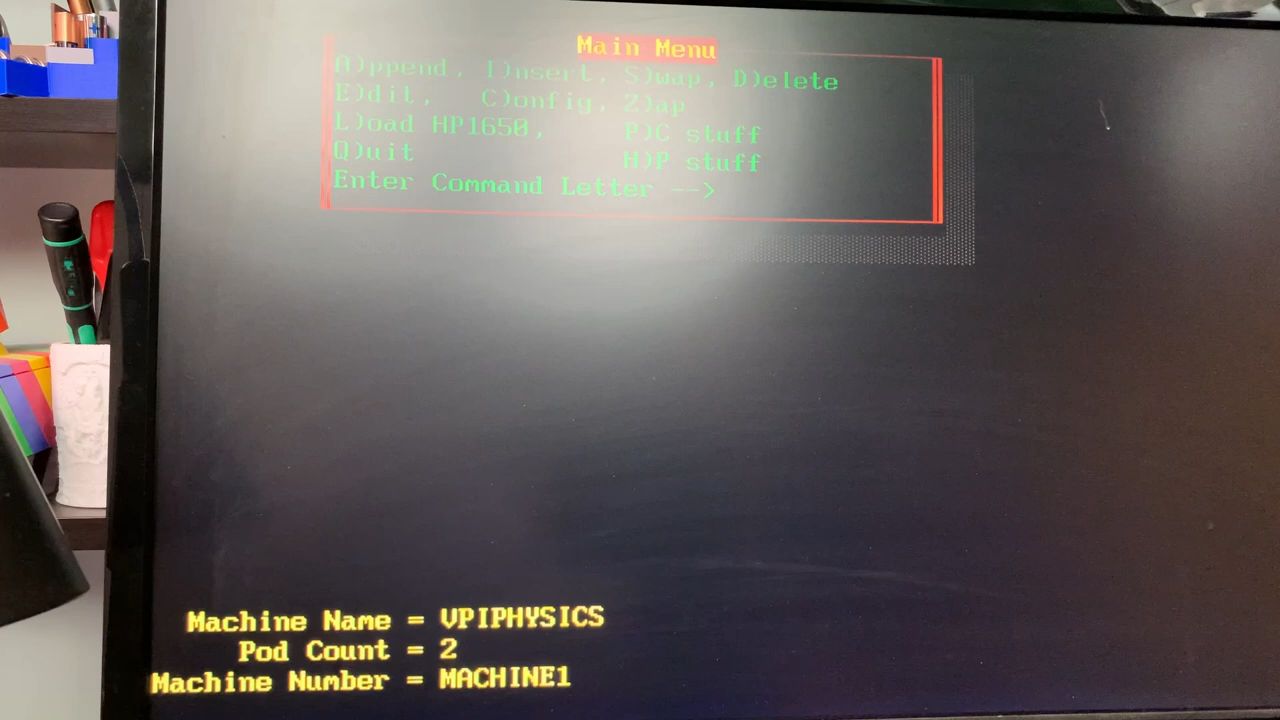 Main Menu
A)ppend, I)nsert, S)wap, D)elete
E)dit, C)onfig, Z)ap
L)oad HP1650, P)C stuff
Q)uit H)P stuff
Enter Command Letter -->
Machine Name = VPIPHYSICS
Pod Count = 2
Machine Number = MACHINE1